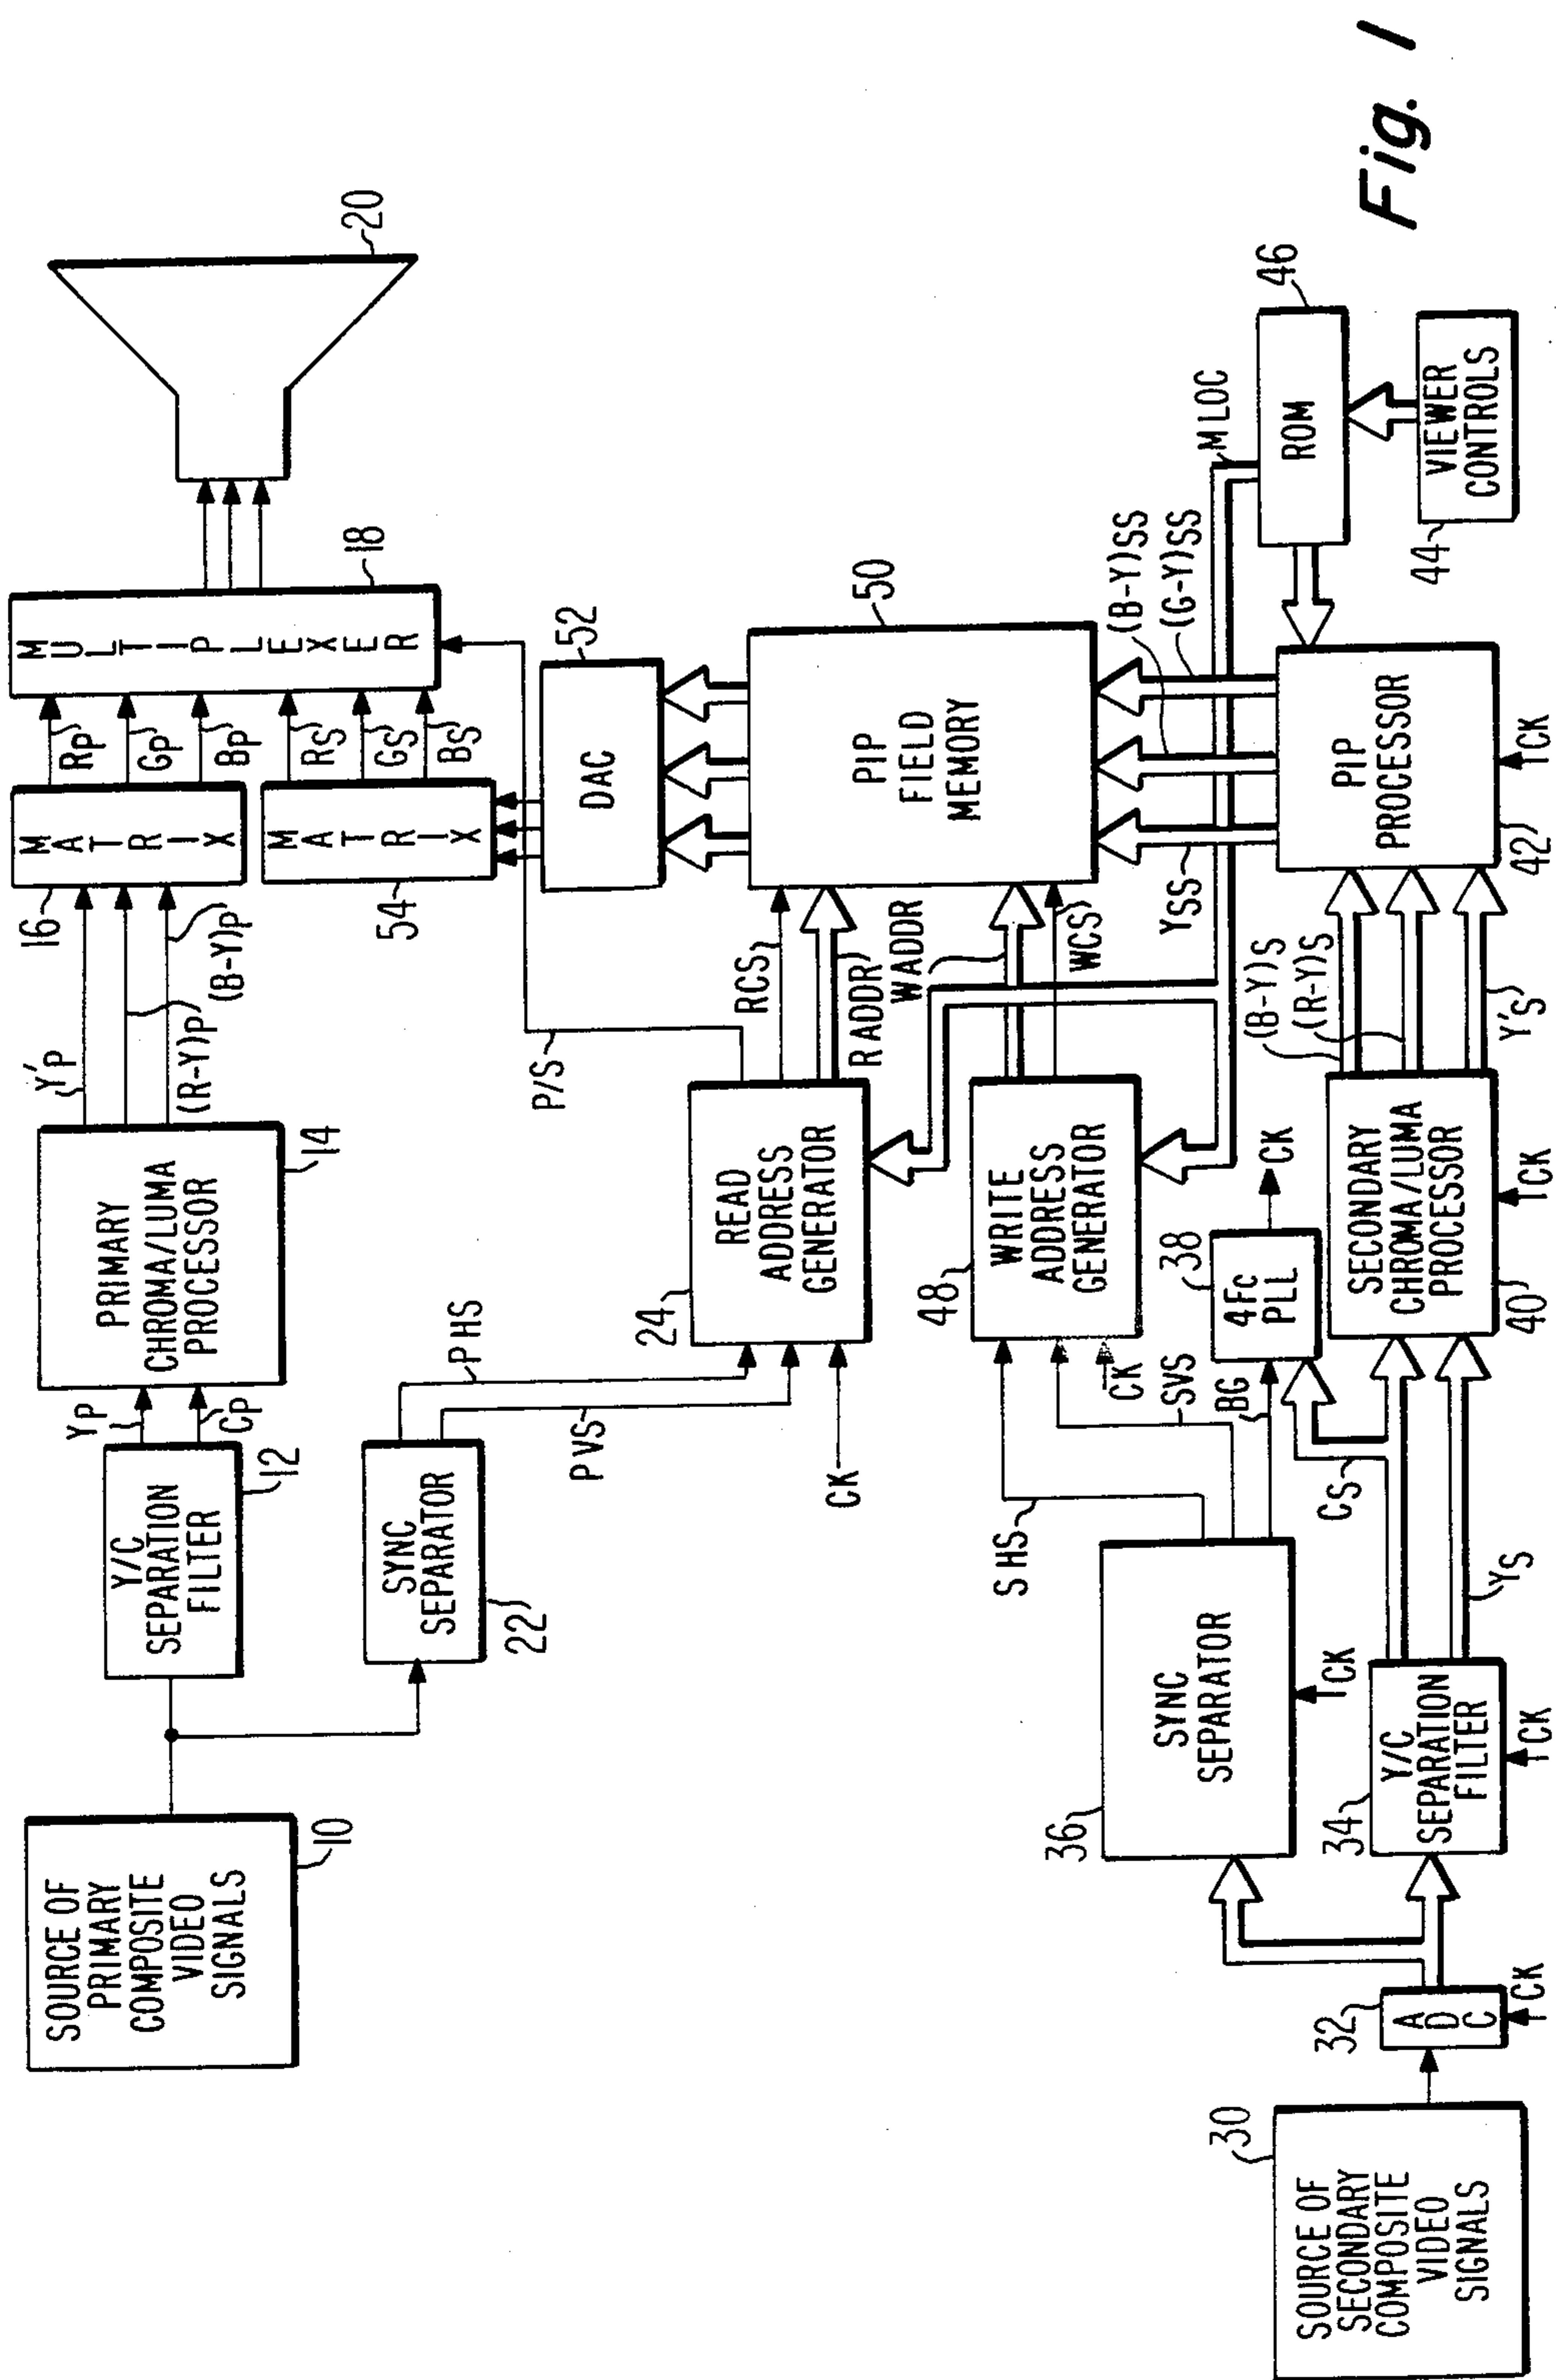 SOURCE OF
PRIMARY
COMPOSITE
VIDEO
SIGNALS
10
Y/C
SEPARATION
FILTER
12
YP
CP
PRIMARY
CHROMA/LUMA
PROCESSOR
14
Y'P
(R-Y)P
(B-Y)P
16
MATRIX
RP
GP
BP
MULTIPLEXER
18
20
54
MATRIX
RS
GS
BS
SYNC
SEPARATOR
22
PHS
PVS
CK
24
READ
ADDRESS
GENERATOR
P/S
RCS
R ADDR
DAC
52
PIP
FIELD
MEMORY
50
W ADDR
WCS
48
WRITE
ADDRESS
GENERATOR
SHS
SVS
CK
BG
36
SYNC
SEPARATOR
CK
4FC
PLL
38
CK
SOURCE OF
SECONDARY
COMPOSITE
VIDEO
SIGNALS
30
32
ADC
CK
34
Y/C
SEPARATION
FILTER
CK
CS
YS
SECONDARY
CHROMA/LUMA
PROCESSOR
40
CK
(B-Y)S
(R-Y)S
Y'S
PIP
PROCESSOR
42
CK
YSS
(B-Y)SS
(G-Y)SS
M LOC
ROM
46
VIEWER
CONTROLS
44
Fig. 1